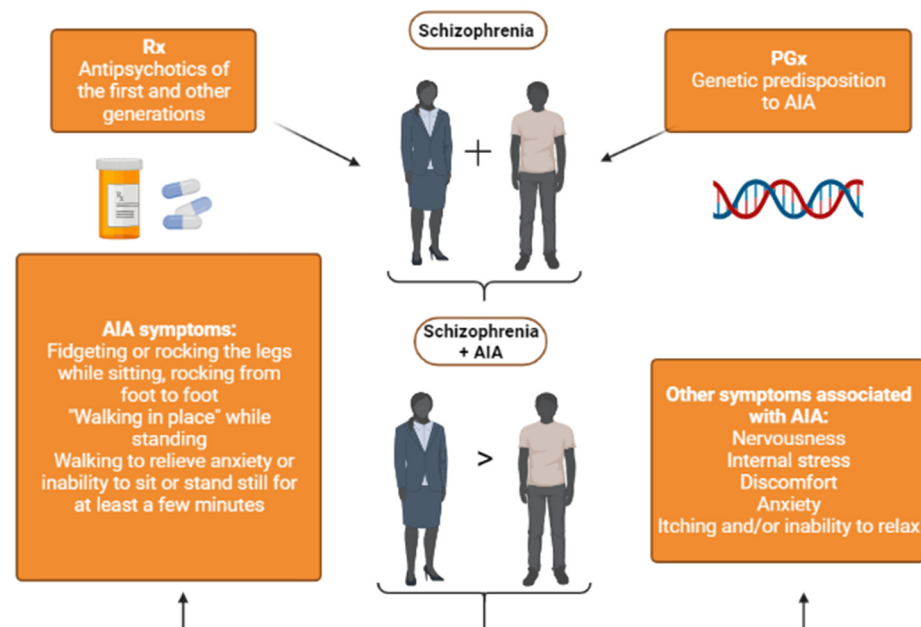 Schizophrenia
Rx
Antipsychotics of
the first and other
generations
PGx
Genetic predisposition
to AIA
+
Rx
Schizophrenia
+ AIA
AIA symptoms:
Fidgeting or rocking the legs
while sitting, rocking from
foot to foot
"Walking in place" while
standing
Walking to relieve anxiety or
inability to sit or stand still for
at least a few minutes
>
Other symptoms associated
with AIA:
Nervousness
Internal stress
Discomfort
Anxiety
Itching and/or inability to relax